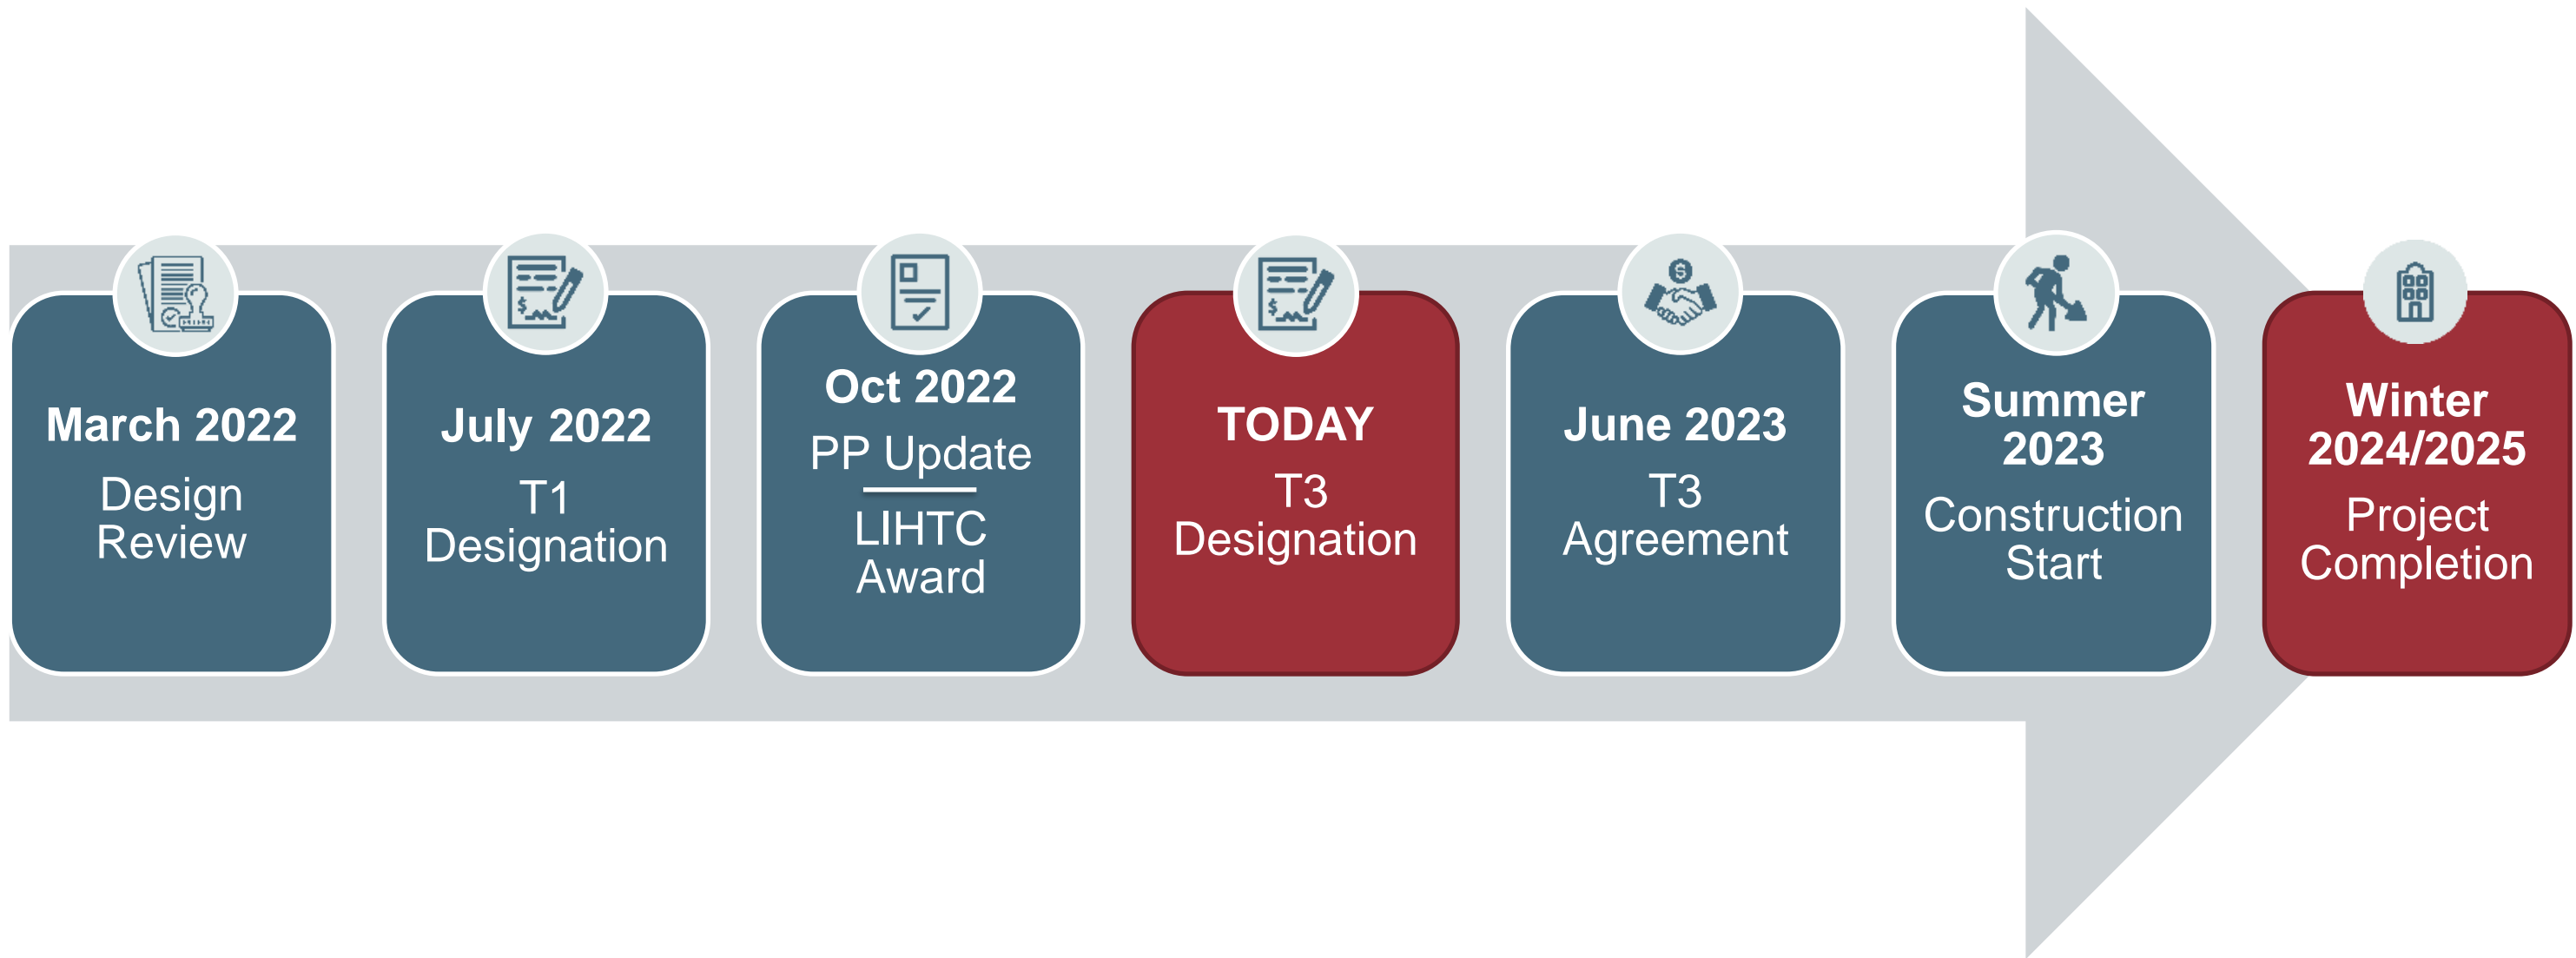 March 2022
Design
Review
July 2022
T1
Designation
Oct 2022
PP Update
LIHTC
Award
TODAY
T3
Designation
June 2023
T3
Agreement
Summer
2023
Construction
Start
Winter
2024/2025
Project
Completion